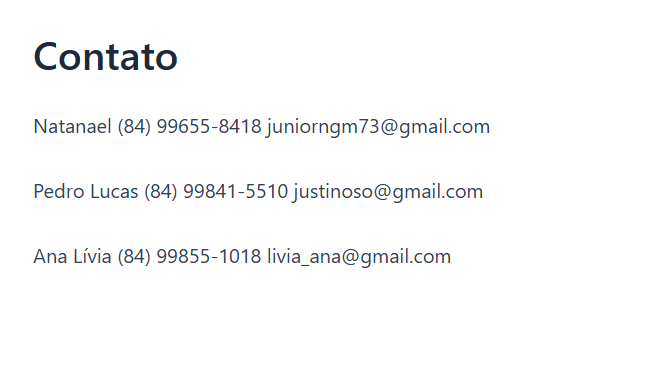 Contato
Natanael (84) 99655-8418 juniorngm73@gmail.com
Pedro Lucas (84) 99841-5510 justinoso@gmail.com
Ana Lívia (84) 99855-1018 livia_ana@gmail.com